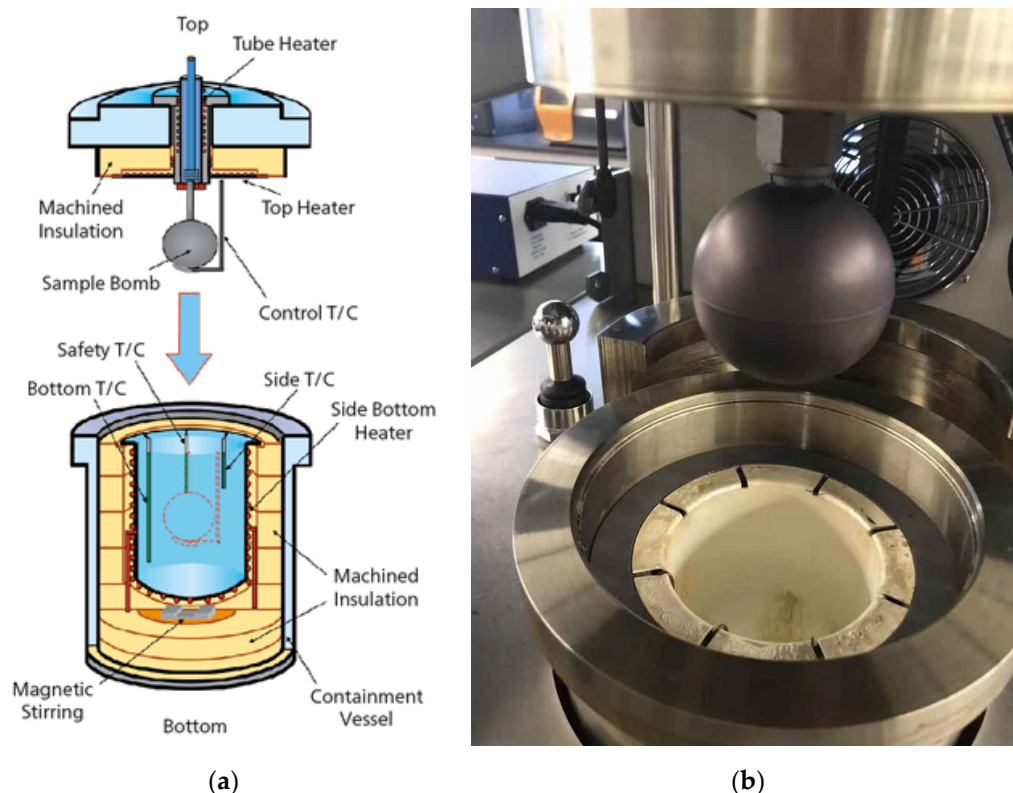 Top
Tube Heater
Machined
Insulation
Top Heater
Sample Bomb
Control T/C
Safety T/C
Bottom T/C
Side T/C
Side Bottom
Heater
Machined
Insulation
Magnetic
Stirring
Containment
Vessel
Bottom
(a)
(b)